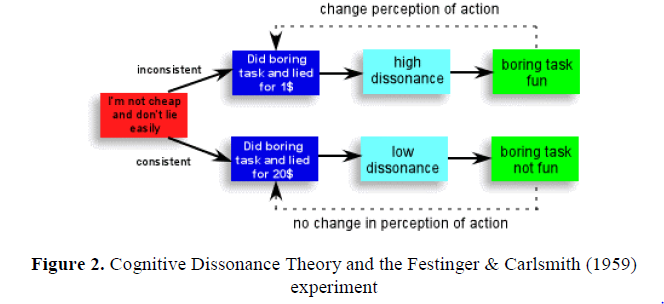 change perception of action
inconsistent
Did boring
task and lied
for 1$
high
dissonance
boring task
fun
I'm not cheap
and don't lie
easily
consistent
Did boring
task and lied
for 20$
low
dissonance
boring task
not fun
no change in perception of action
Figure 2. Cognitive Dissonance Theory and the Festinger & Carlsmith (1959)
experiment